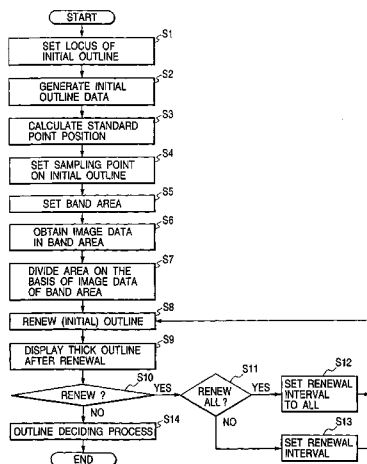 START
S1
SET LOCUS OF
INITIAL OUTLINE
S2
GENERATE INITIAL
OUTLINE DATA
S3
CALCULATE STANDARD
POINT POSITION
S4
SET SAMPLING POINT
ON INITIAL OUTLINE
S5
SET BAND AREA
S6
OBTAIN IMAGE DATA
IN BAND AREA
S7
DIVIDE AREA ON THE
BASIS OF IMAGE DATA
OF BAND AREA
S8
RENEW (INITIAL) OUTLINE
S9
DISPLAY THICK OUTLINE
AFTER RENEWAL
S10
RENEW ?
YES
NO
S11
RENEW
ALL ?
YES
NO
S12
SET RENEWAL
INTERVAL
TO ALL
S13
SET RENEWAL
INTERVAL
S14
OUTLINE DECIDING PROCESS
END